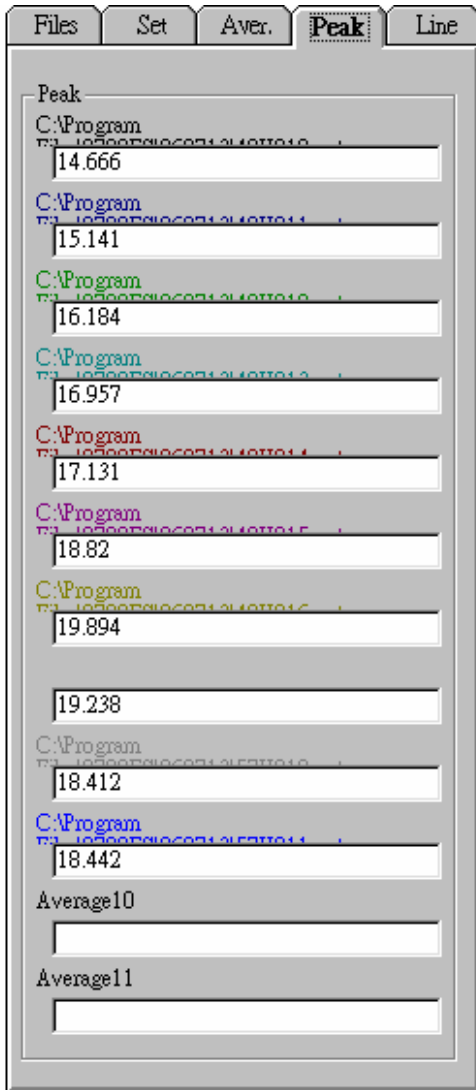 Files Set Aver. Peak Line
Peak
C:\Program
14.666
C:\Program
15.141
C:\Program
16.184
C:\Program
16.957
C:\Program
17.131
C:\Program
18.82
C:\Program
19.894
19.238
C:\Program
18.412
C:\Program
18.442
Average10
Average11